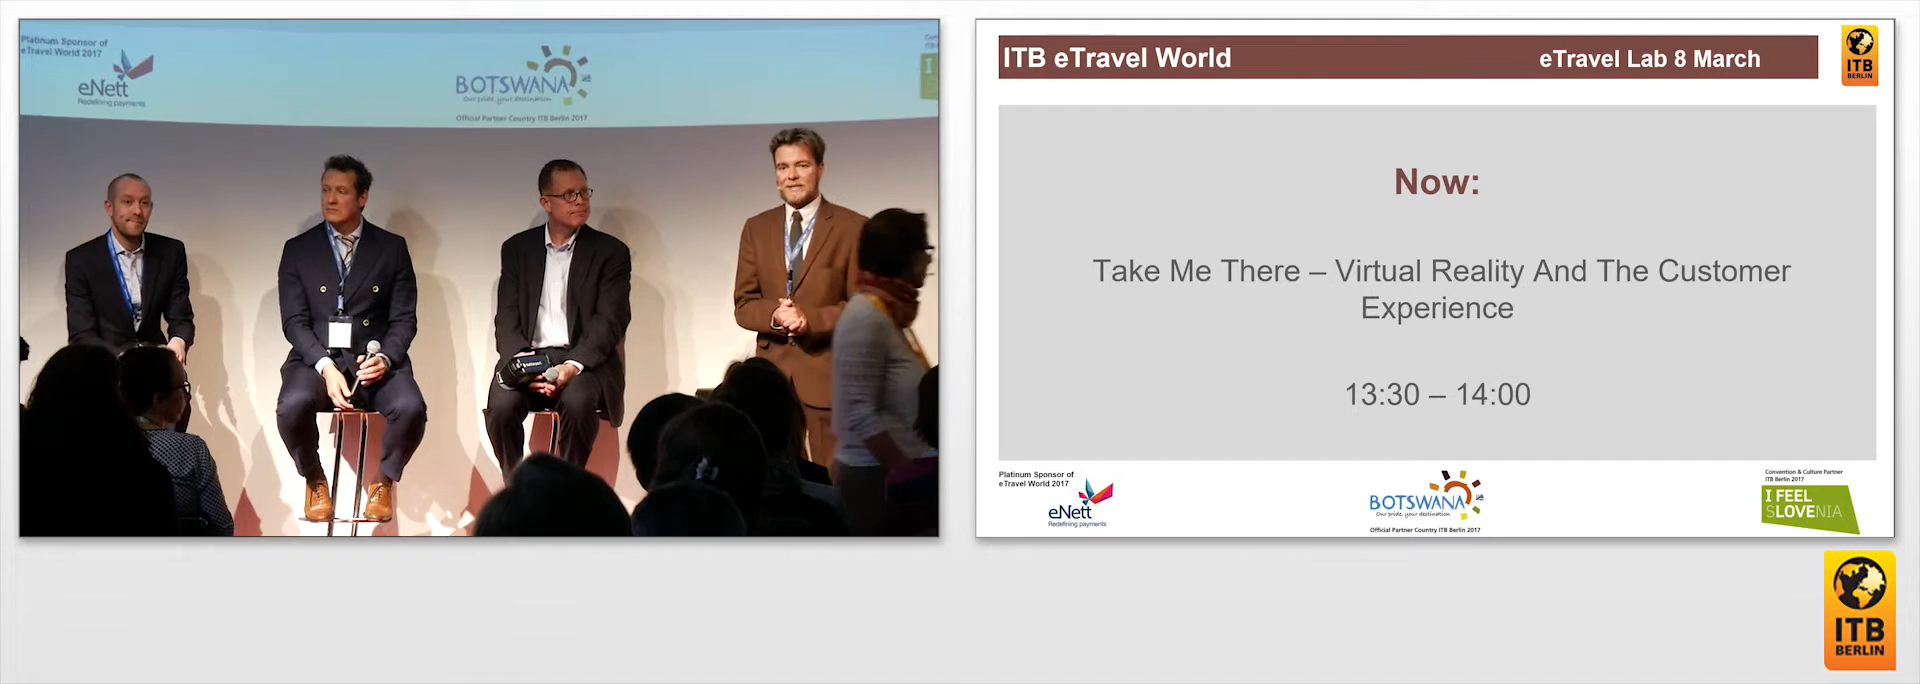 Platinum Sponsor of
eTravel World 2017
eNett
Redefining payments
BOTSWANA
Our pride, your destination
Official Partner Country ITB Berlin 2017
I
ITB eTravel World
eTravel Lab 8 March
ITB
BERLIN
Now:
Take Me There – Virtual Reality And The Customer
Experience
13:30 – 14:00
Platinum Sponsor of
eTravel World 2017
eNett
Redefining payments
BOTSWANA
Our pride, your destination
Official Partner Country ITB Berlin 2017
Convention & Culture Partner
ITB Berlin 2017
I FEEL
SLOVENIA
ITB
BERLIN